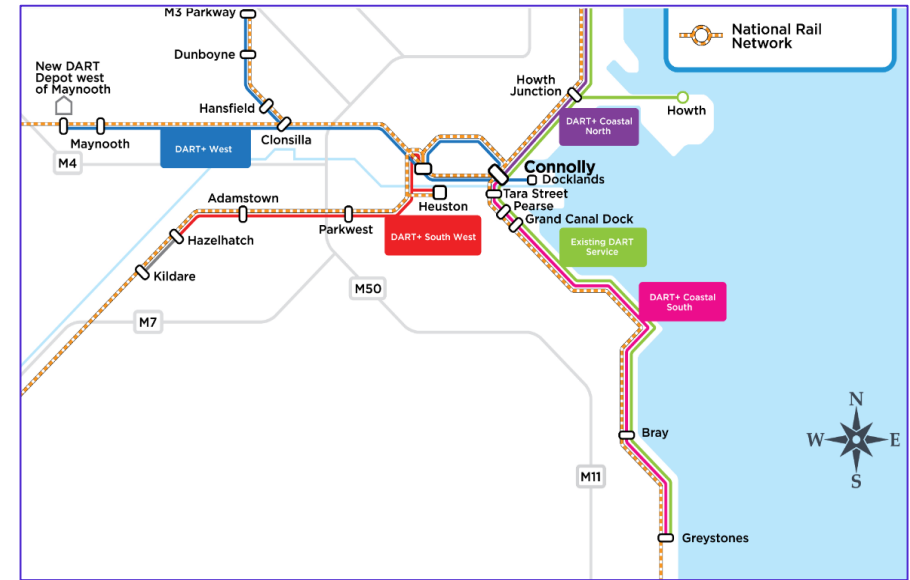 M3 Parkway
National Rail
Network
Dunboyne
New DART
Depot west
of Maynooth
Howth
Junction
Hansfield
Howth
DART+ Coastal
North
Maynooth
Clonsilla
DART+ West
M4
Connolly
Docklands
Tara Street
Adamstown
Heuston
Pearse
Grand Canal Dock
Parkwest
DART+ South West
Hazelhatch
Existing DART
Service
Kildare
M50
DART+ Coastal
South
M7
N
Bray
W
E
M11
S
Greystones